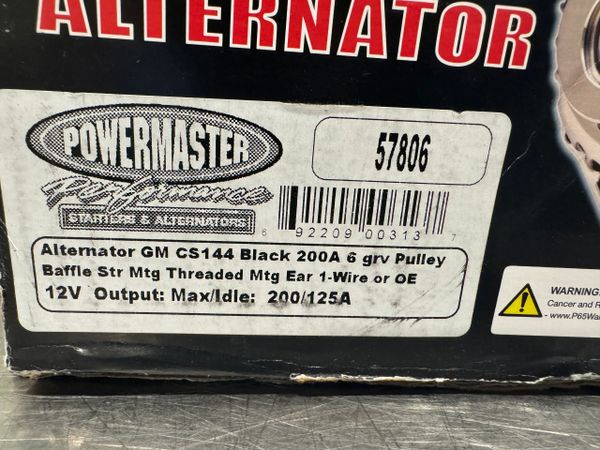 ALTERNATOR
POWERMASTER
Performance
STARTERS & ALTERNATORS
57806
6 92209 00313 7
Alternator GM CS144 Black 200A 6 grv Pulley
Baffle Str Mtg Threaded Mtg Ear 1-Wire or OE
12V Output: Max/Idle: 200/125A
WARNING:
Cancer and R
- www.P65Wa